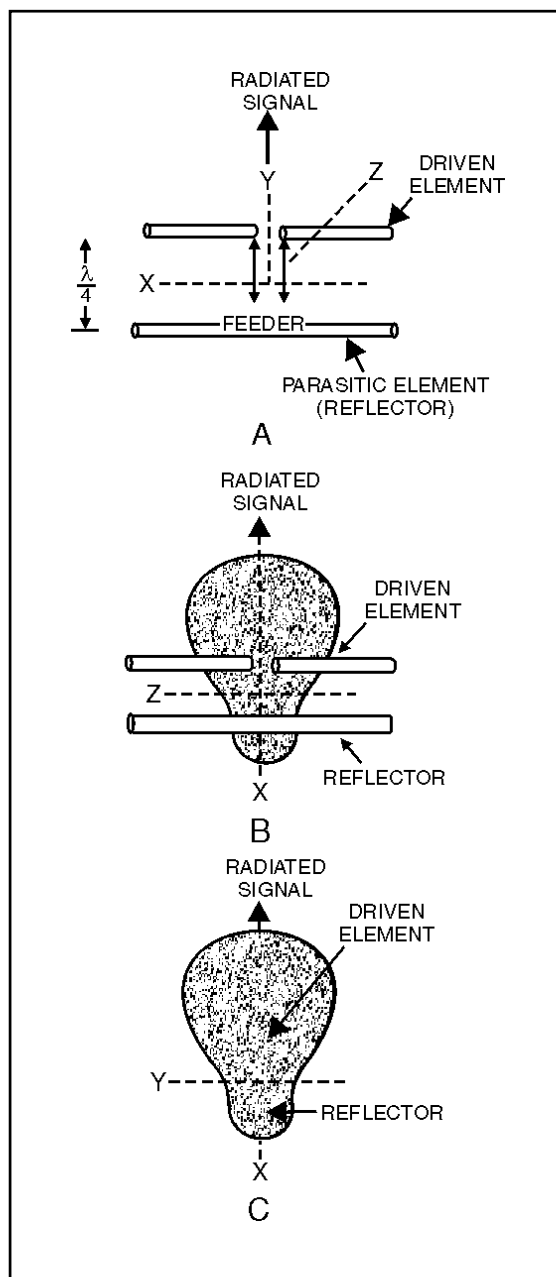 RADIATED
SIGNAL
Y
Z
DRIVEN
ELEMENT
λ
4
X
FEEDER
PARASITIC ELEMENT
(REFLECTOR)
A
RADIATED
SIGNAL
DRIVEN
ELEMENT
Z
REFLECTOR
X
B
RADIATED
SIGNAL
DRIVEN
ELEMENT
Y
REFLECTOR
X
C